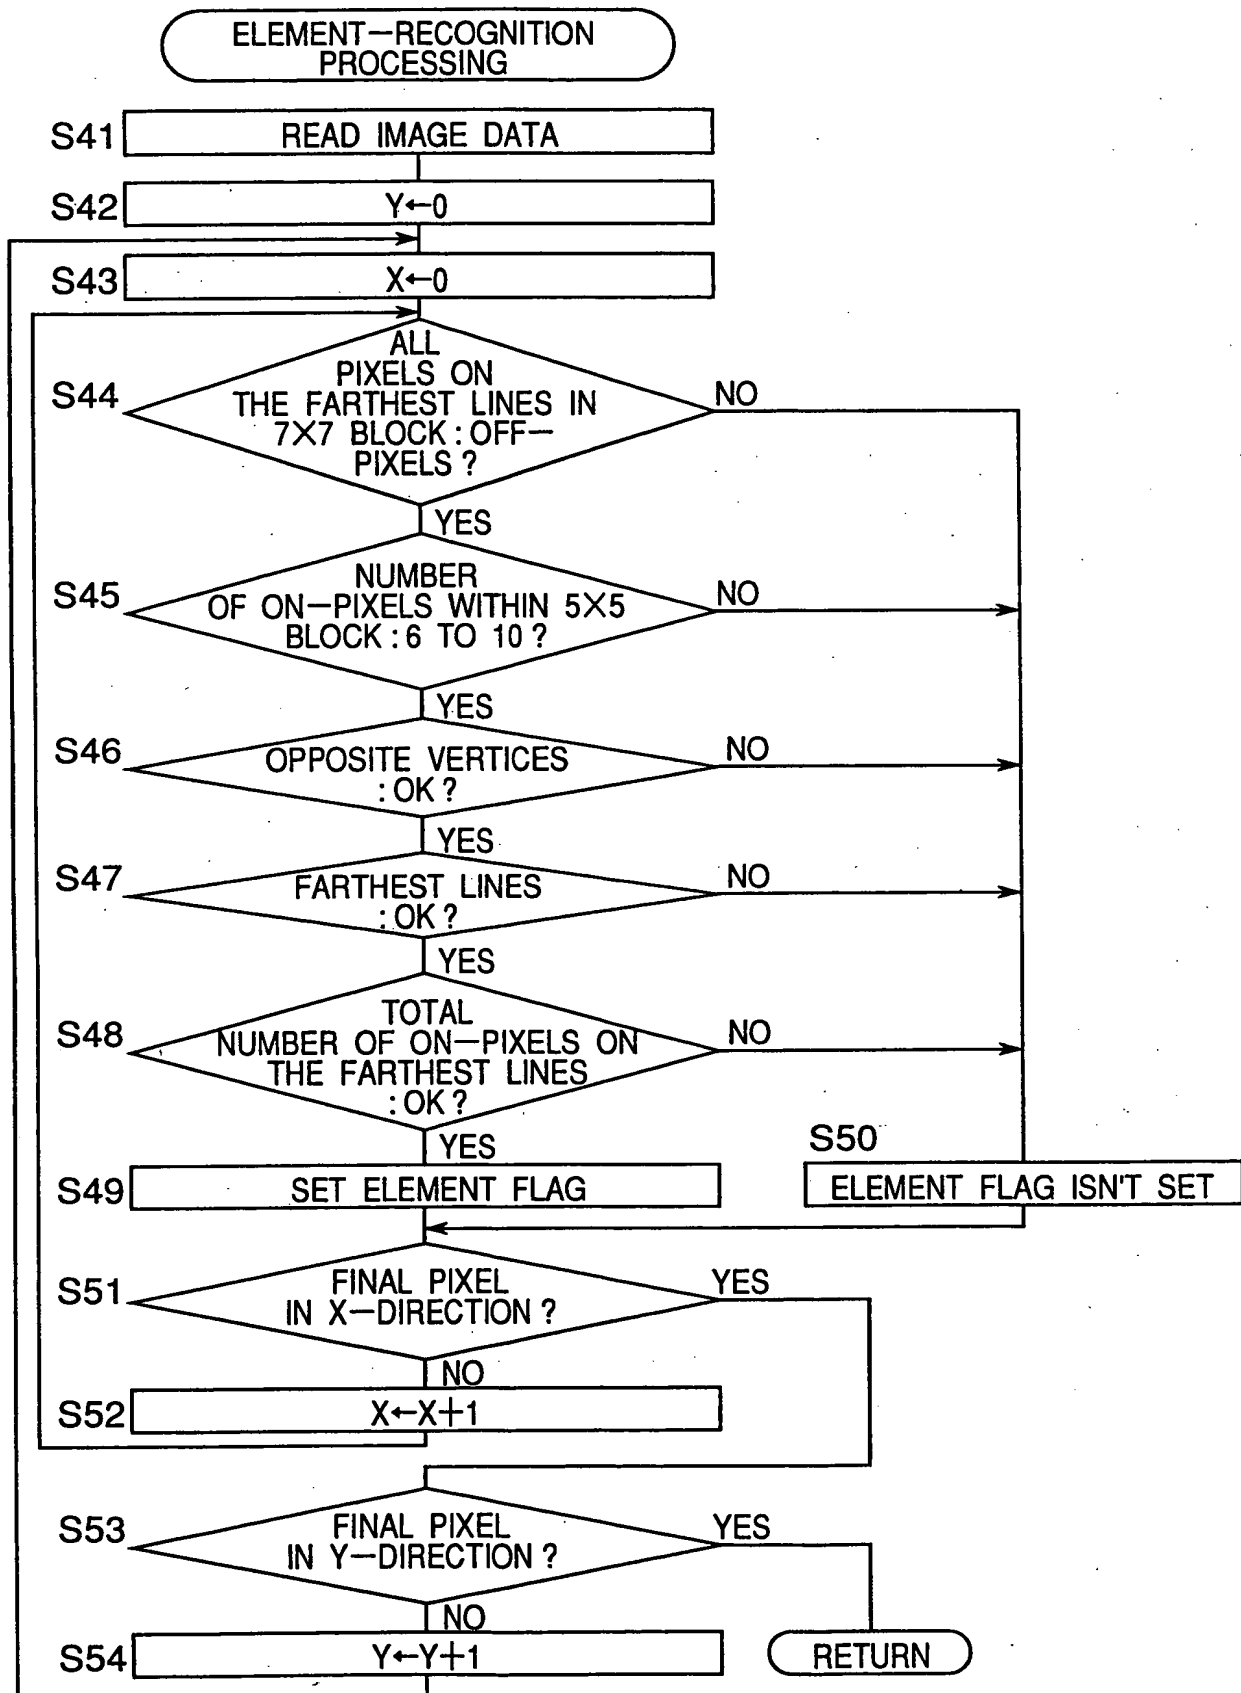 ELEMENT-RECOGNITION
PROCESSING
S41
READ IMAGE DATA
S42
Y←0
S43
X←0
S44
ALL
PIXELS ON
THE FARTHEST LINES IN
7×7 BLOCK : OFF-
PIXELS ?
NO
YES
S45
NUMBER
OF ON-PIXELS WITHIN 5×5
BLOCK : 6 TO 10 ?
NO
YES
S46
OPPOSITE VERTICES
: OK ?
NO
YES
S47
FARTHEST LINES
: OK ?
NO
YES
S48
TOTAL
NUMBER OF ON-PIXELS ON
THE FARTHEST LINES
: OK ?
NO
YES
S49
SET ELEMENT FLAG
S50
ELEMENT FLAG ISN'T SET
S51
FINAL PIXEL
IN X-DIRECTION ?
YES
NO
S52
X←X+1
S53
FINAL PIXEL
IN Y-DIRECTION ?
YES
NO
S54
Y←Y+1
RETURN